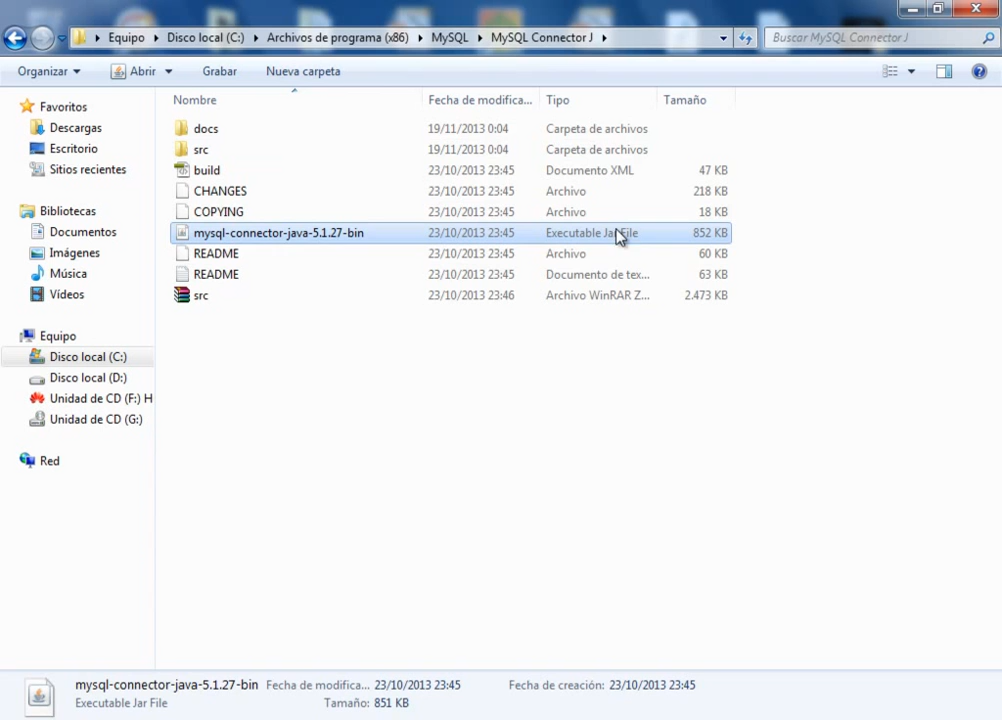 Equipo Disco local (C:) Archivos de programa (x86) MySQL MySQL Connector J Buscar MySQL Connector J
Organizar Abrir Grabar Nueva carpeta
Nombre Fecha de modifica... Tipo Tamaño
docs 19/11/2013 0:04 Carpeta de archivos
src 19/11/2013 0:04 Carpeta de archivos
build 23/10/2013 23:45 Documento XML 47 KB
CHANGES 23/10/2013 23:45 Archivo 218 KB
COPYING 23/10/2013 23:45 Archivo 18 KB
mysql-connector-java-5.1.27-bin 23/10/2013 23:45 Executable Jar File 852 KB
README 23/10/2013 23:45 Archivo 60 KB
README 23/10/2013 23:45 Documento de tex... 63 KB
src 23/10/2013 23:46 Archivo WinRAR Z... 2.473 KB
Favoritos
Descargas
Escritorio
Sitios recientes
Bibliotecas
Documentos
Imágenes
Música
Vídeos
Equipo
Disco local (C:)
Disco local (D:)
Unidad de CD (F:) H
Unidad de CD (G:)
Red
mysql-connector-java-5.1.27-bin Fecha de modifica... 23/10/2013 23:45 Fecha de creación: 23/10/2013 23:45
Executable Jar File Tamaño: 851 KB